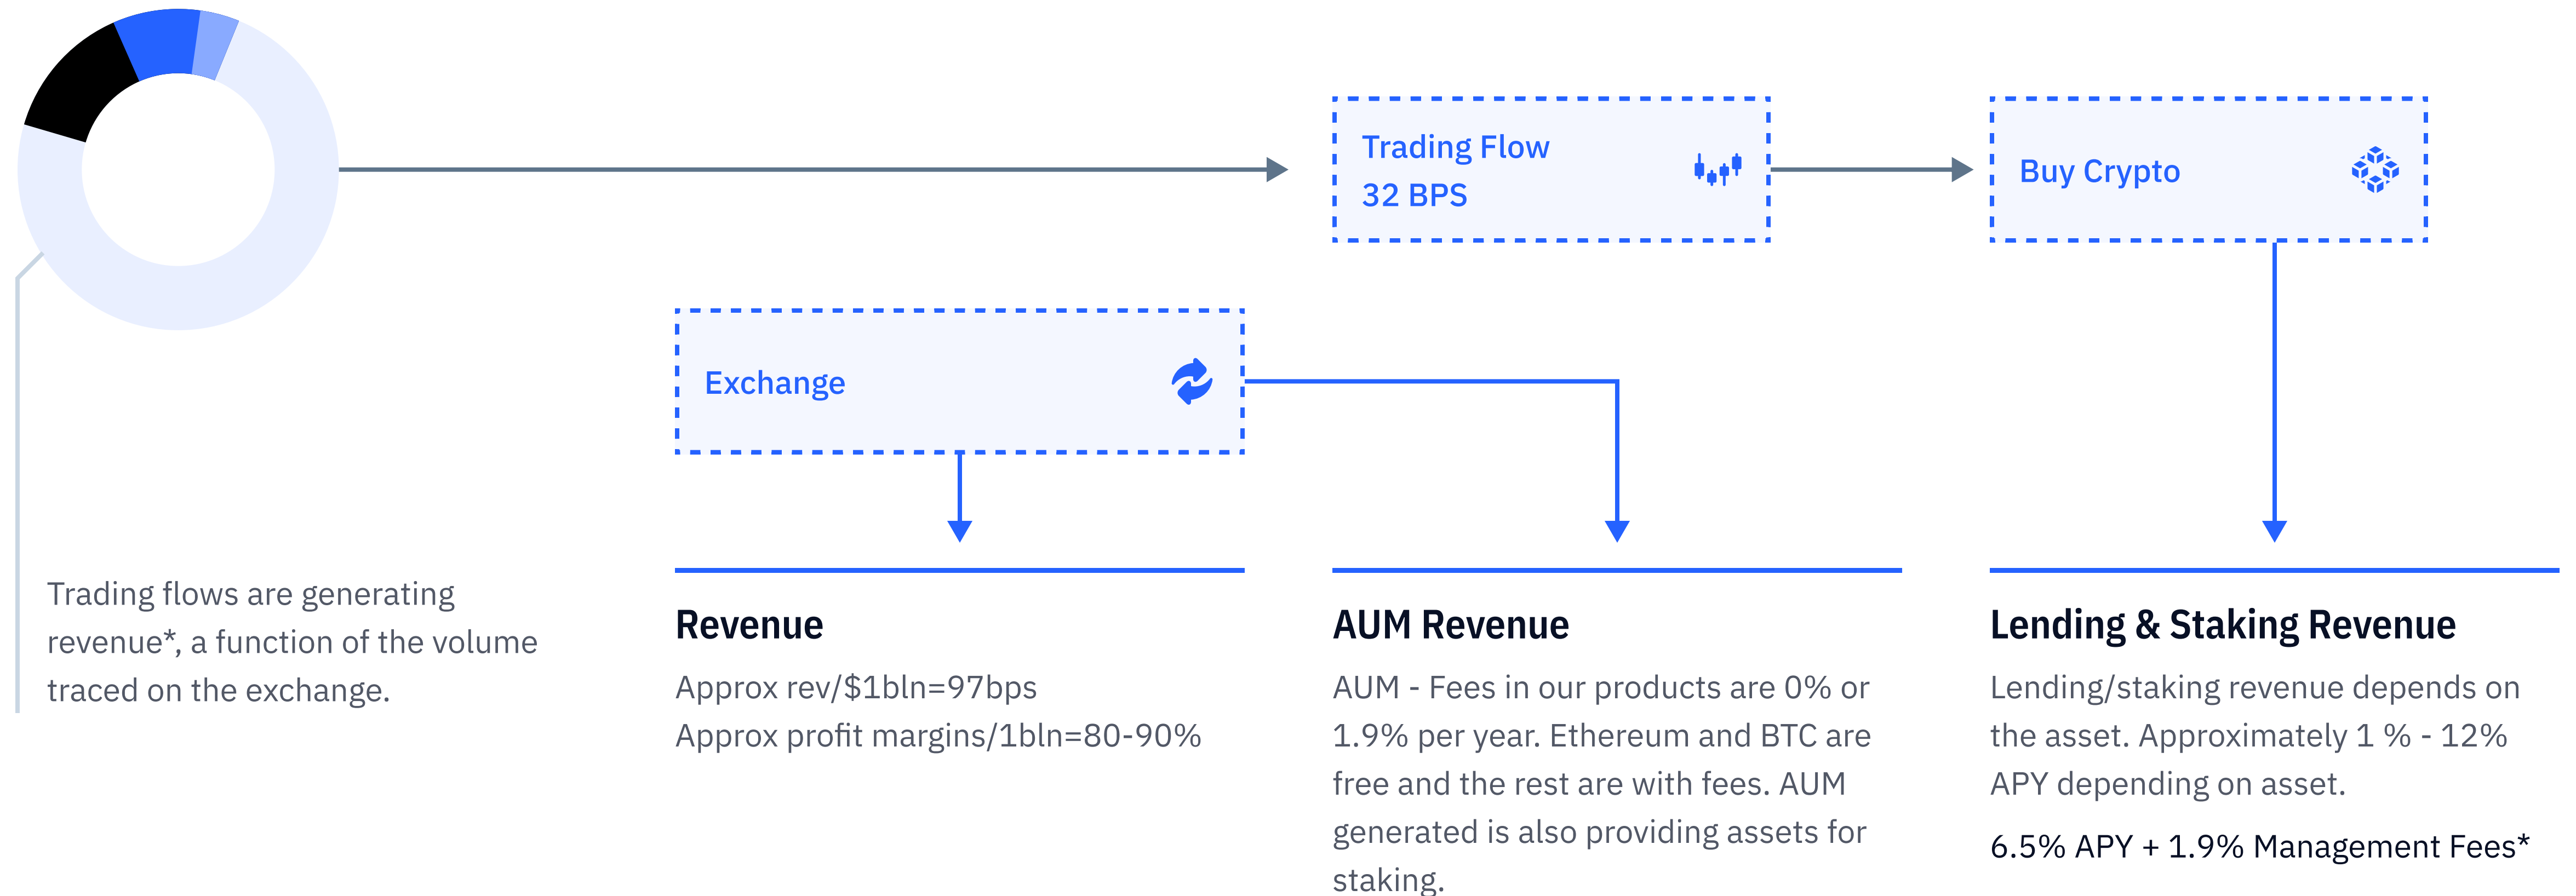 Trading Flow
32 BPS
Buy Crypto
Exchange
Trading flows are generating
revenue*, a function of the volume
traced on the exchange.
Revenue
Approx rev/$1bln=97bps
Approx profit margins/1bln=80-90%
AUM Revenue
AUM - Fees in our products are 0% or
1.9% per year. Ethereum and BTC are
free and the rest are with fees. AUM
generated is also providing assets for
staking.
Lending & Staking Revenue
Lending/staking revenue depends on
the asset. Approximately 1 % - 12%
APY depending on asset.
6.5% APY + 1.9% Management Fees*